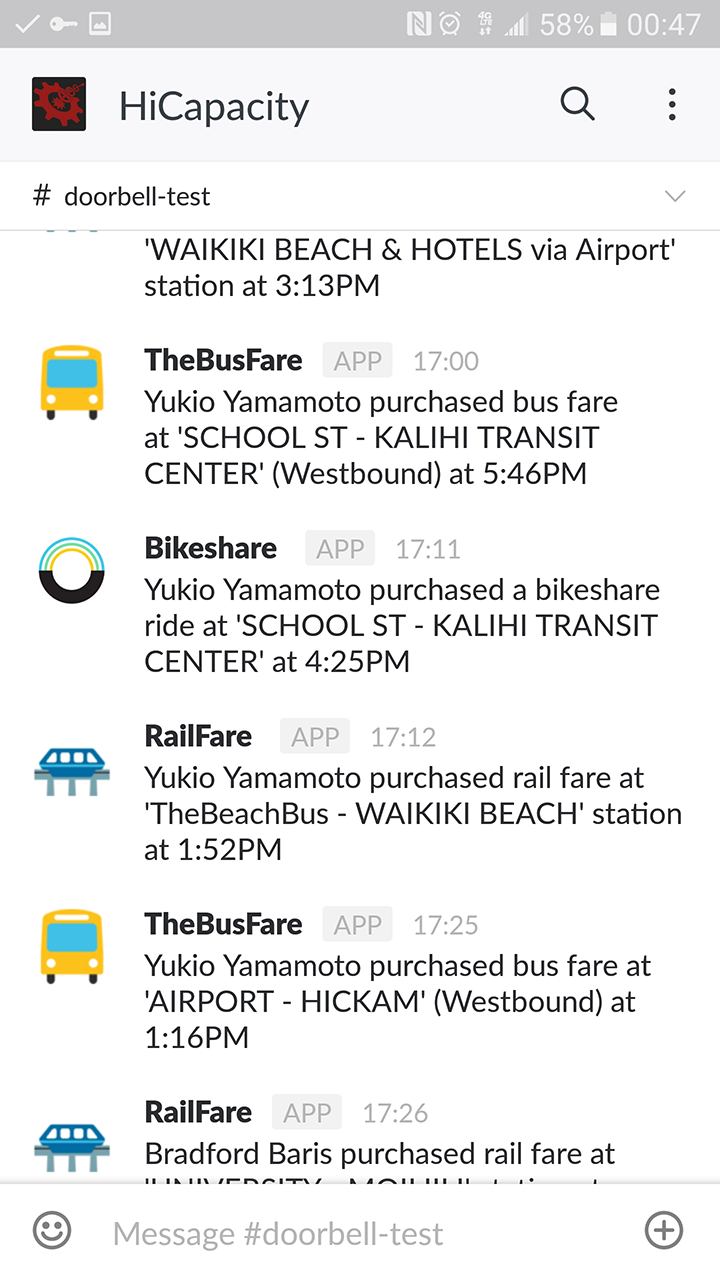 58% 00:47
HiCapacity
# doorbell-test
'WAIKIKI BEACH & HOTELS via Airport'
station at 3:13PM
TheBusFare APP 17:00
Yukio Yamamoto purchased bus fare
at 'SCHOOL ST - KALIHI TRANSIT
CENTER' (Westbound) at 5:46PM
Bikeshare APP 17:11
Yukio Yamamoto purchased a bikeshare
ride at 'SCHOOL ST - KALIHI TRANSIT
CENTER' at 4:25PM
RailFare APP 17:12
Yukio Yamamoto purchased rail fare at
'TheBeachBus - WAIKIKI BEACH' station
at 1:52PM
TheBusFare APP 17:25
Yukio Yamamoto purchased bus fare at
'AIRPORT - HICKAM' (Westbound) at
1:16PM
RailFare APP 17:26
Bradford Baris purchased rail fare at
Message #doorbell-test